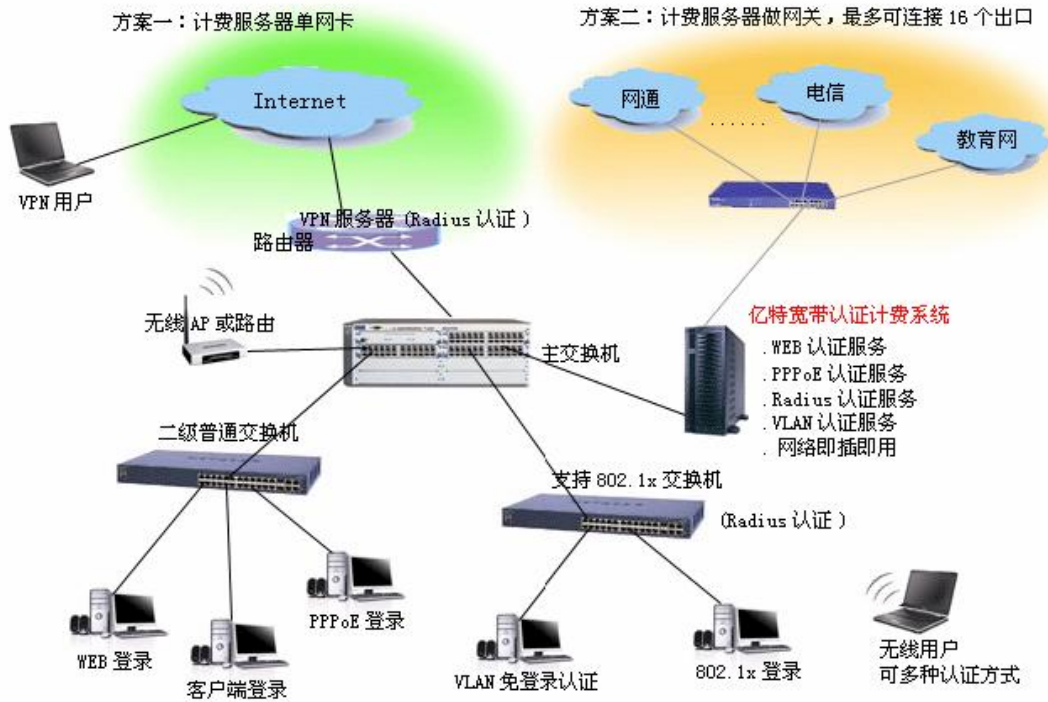 方案一：计费服务器单网卡
方案二：计费服务器做网关，最多可连接 16 个出口
Internet
网通
电信
......
教育网
VPN 用户
VPN 服务器 (Radius 认证 )
路由器
无线 AP 或路由
主交换机
亿特宽带认证计费系统
. WEB 认证服务
. PPPoE 认证服务
. Radius 认证服务
. VLAN 认证服务
. 网络即插即用
二级普通交换机
支持 802.1x 交换机
(Radius 认证 )
PPPoE 登录
WEB 登录
客户端登录
VLAN 免登录认证
802.1x 登录
无线用户
可多种认证方式